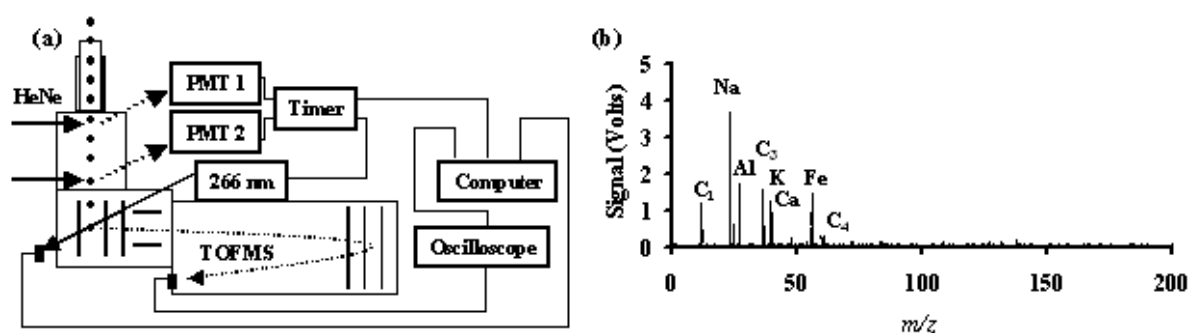 (a)
HeNe
PMT 1
PMT 2
Timer
266 nm
Computer
TOFMS
Oscilloscope
(b)
Signal (Volts)
5
4
3
2
1
0
0
Na
C3
Al
K
Fe
C1
Ca
C4
0 50 100 150 200
m/z